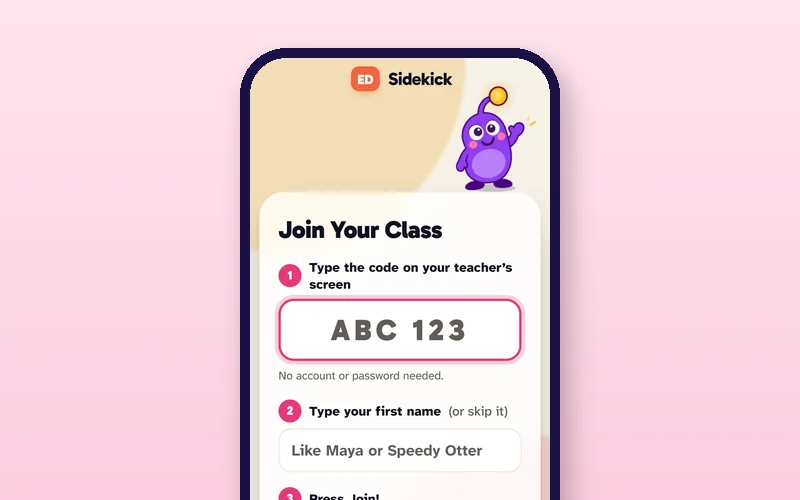 ED Sidekick
Join Your Class
1 Type the code on your teacher’s
screen
ABC 123
No account or password needed.
2 Type your first name (or skip it)
Like Maya or Speedy Otter
3 Press Join!